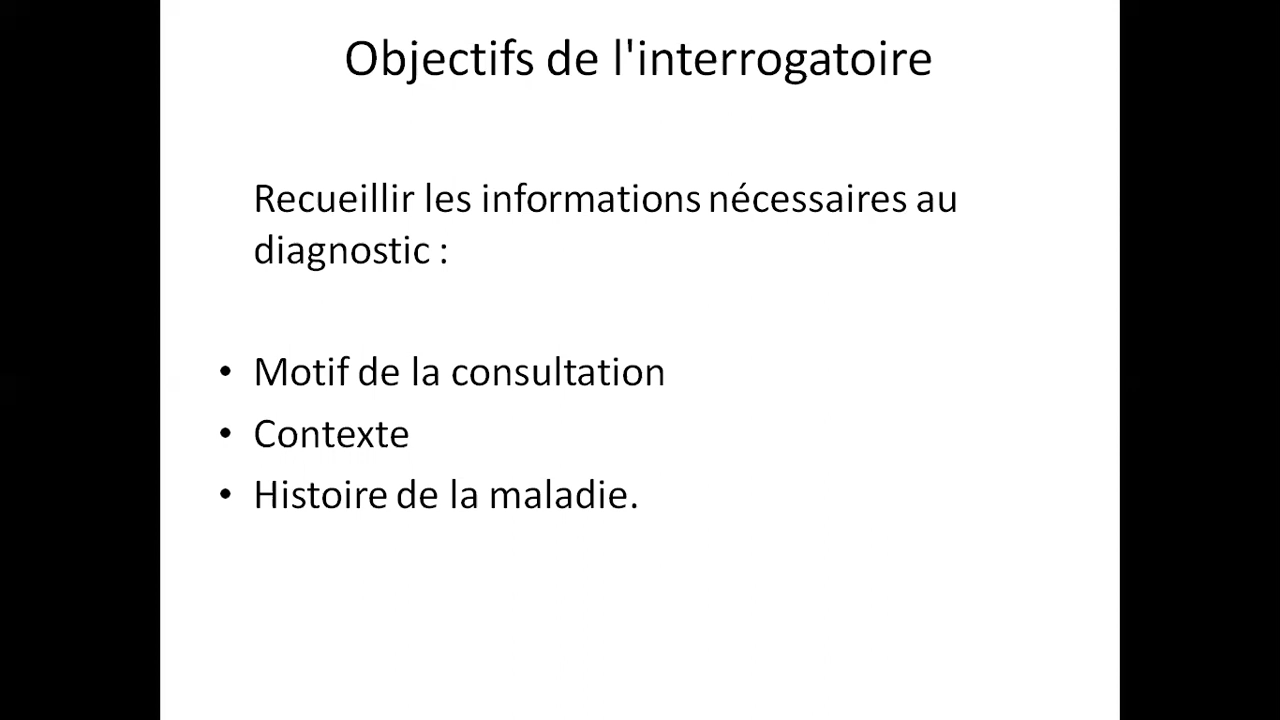 Objectifs de l'interrogatoire
Recueillir les informations nécessaires au
diagnostic :
• Motif de la consultation
• Contexte
• Histoire de la maladie.